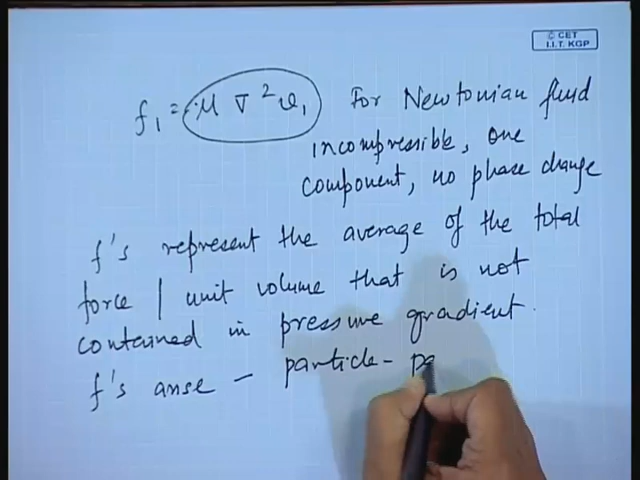 © CET
I.I.T. KGP
f₁ = μ ∇² v₁ For Newtonian fluid
incompressible, one
component, no phase change
f's represent the average of the total
force / unit volume that is not
contained in pressure gradient.
f's arise – particle – pa